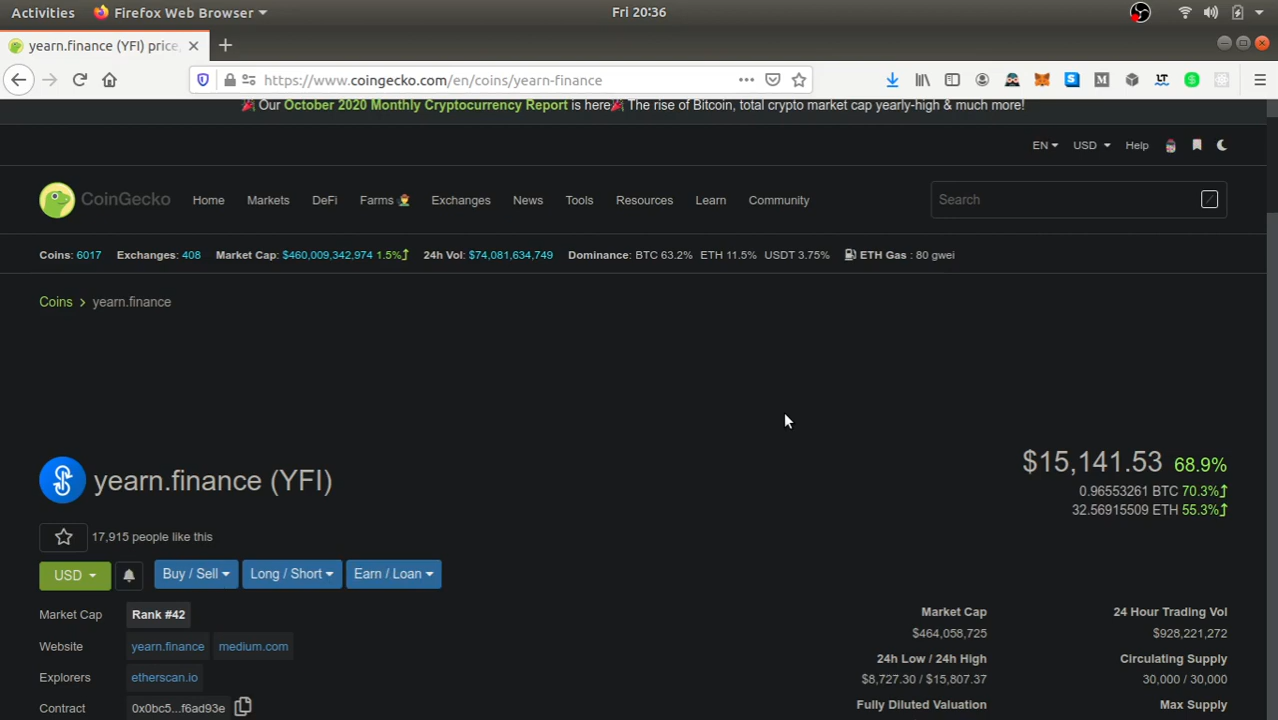 Activities Firefox Web Browser Fri 20:36
yearn.finance (YFI) price,
https://www.coingecko.com/en/coins/yearn-finance
Our October 2020 Monthly Cryptocurrency Report is here The rise of Bitcoin, total crypto market cap yearly-high & much more!
EN USD Help
CoinGecko Home Markets DeFi Farms Exchanges News Tools Resources Learn Community Search /
Coins: 6017 Exchanges: 408 Market Cap: $460,009,342,974 1.5% 24h Vol: $74,081,634,749 Dominance: BTC 63.2% ETH 11.5% USDT 3.75% ETH Gas : 80 gwei
Coins > yearn.finance
$15,141.53 68.9%
yearn.finance (YFI)
0.96553261 BTC 70.3%
32.56915509 ETH 55.3%
17,915 people like this
USD Buy / Sell Long / Short Earn / Loan
Market Cap Rank #42 Market Cap 24 Hour Trading Vol
$464,058,725 $928,221,272
Website yearn.finance medium.com
24h Low / 24h High Circulating Supply
Explorers etherscan.io $8,727.30 / $15,807.37 30,000 / 30,000
Contract 0x0bc5...f6ad93e Fully Diluted Valuation Max Supply